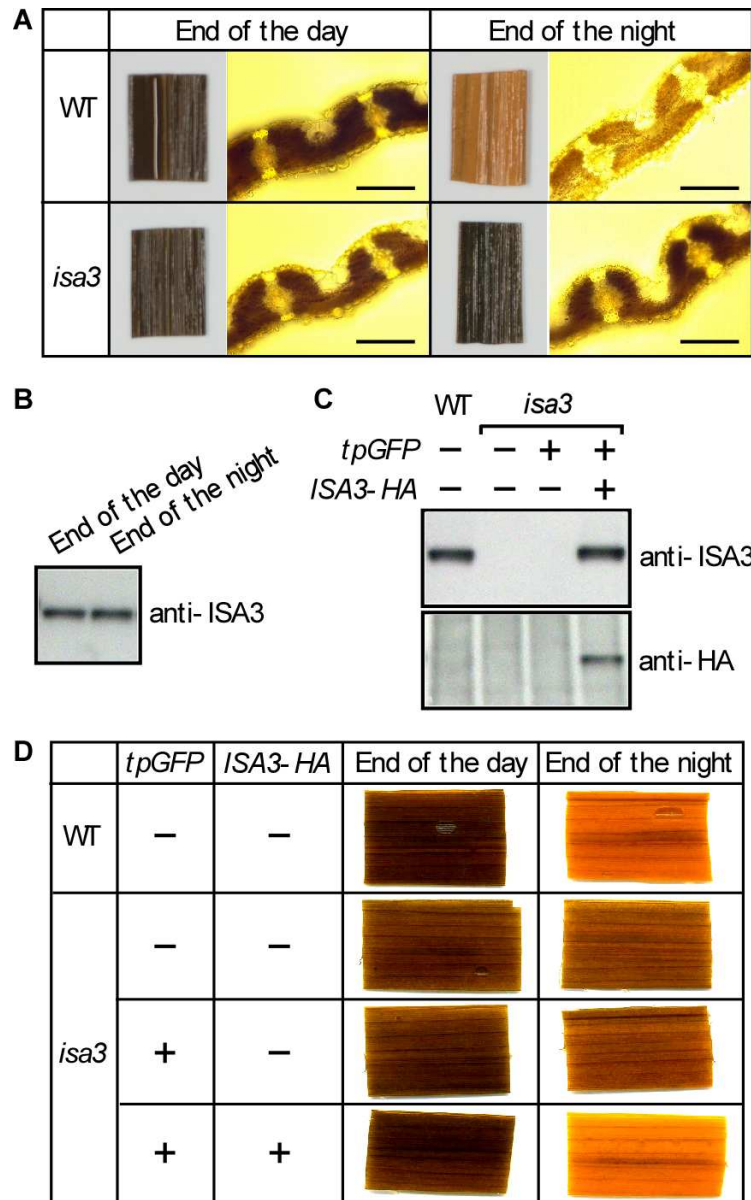 A
End of the day End of the night
WT
isa3
B
End of the day
End of the night
anti-ISA3
C
WT isa3
tpGFP − − + +
ISA3-HA − − − +
anti-ISA3
anti-HA
D
tpGFP ISA3-HA End of the day End of the night
WT − −
− −
isa3 + −
+ +